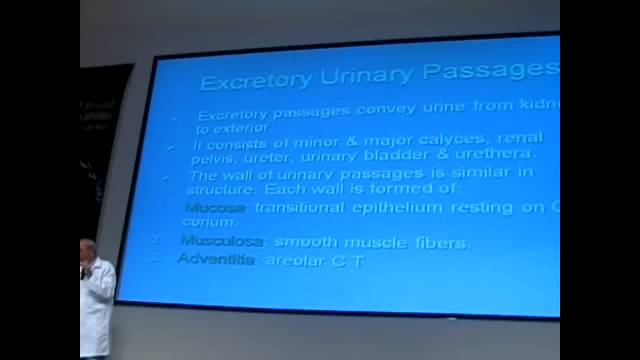 Excretory Urinary Passages
Excretory passages convey urine from
to exterior.
It consists of minor & major calyces, renal
pelvis, ureter, urinary bladder & urethera.
The wall of urinary passages is similar in
structure. Each wall is formed of:
Mucosa: transitional epithelium resting on
corium.
2. Musculosa: smooth muscle fibers.
3. Adventitia: areolar C.T.